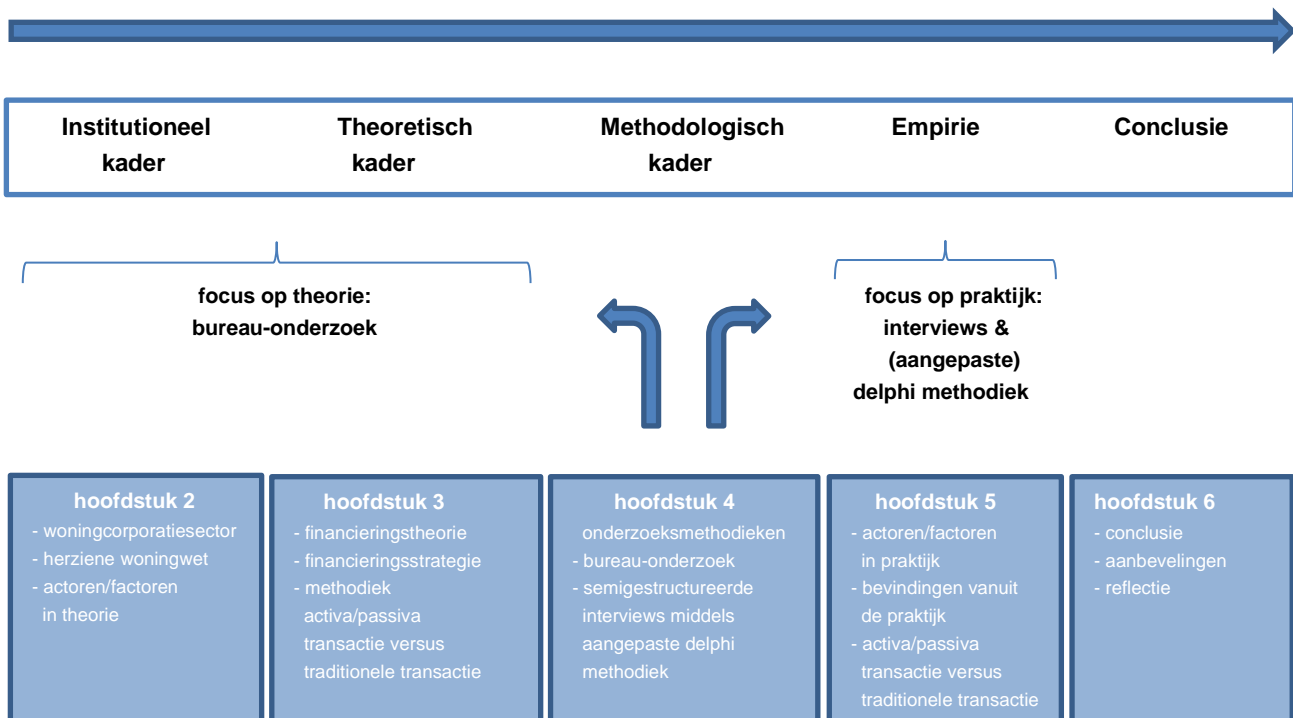 Institutioneel
kader
Theoretisch
kader
Methodologisch
kader
Empirie
Conclusie
focus op theorie:
bureau-onderzoek
focus op praktijk:
interviews &
(aangepaste)
delphi methodiek
hoofdstuk 2
- woningcorporatiesector
- herziene woningwet
- actoren/factoren
in theorie
hoofdstuk 3
- financieringstheorie
- financieringsstrategie
- methodiek
activa/passiva
transactie versus
traditionele transactie
hoofdstuk 4
onderzoeksmethodieken
- bureau-onderzoek
- semigestructureerde
interviews middels
aangepaste delphi
methodiek
hoofdstuk 5
- actoren/factoren
in praktijk
- bevindingen vanuit
de praktijk
- activa/passiva
transactie versus
traditionele transactie
hoofdstuk 6
- conclusie
- aanbevelingen
- reflectie